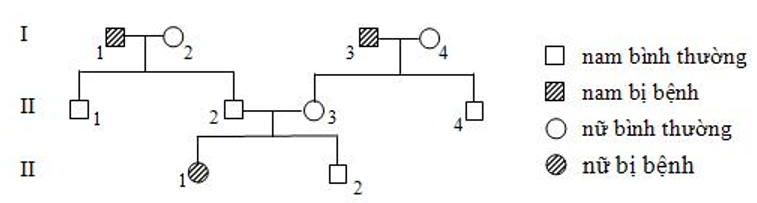 I
1 2 3 4
II
1 2 3 4
II
1 2
nam bình thường
nam bị bệnh
nữ bình thường
nữ bị bệnh